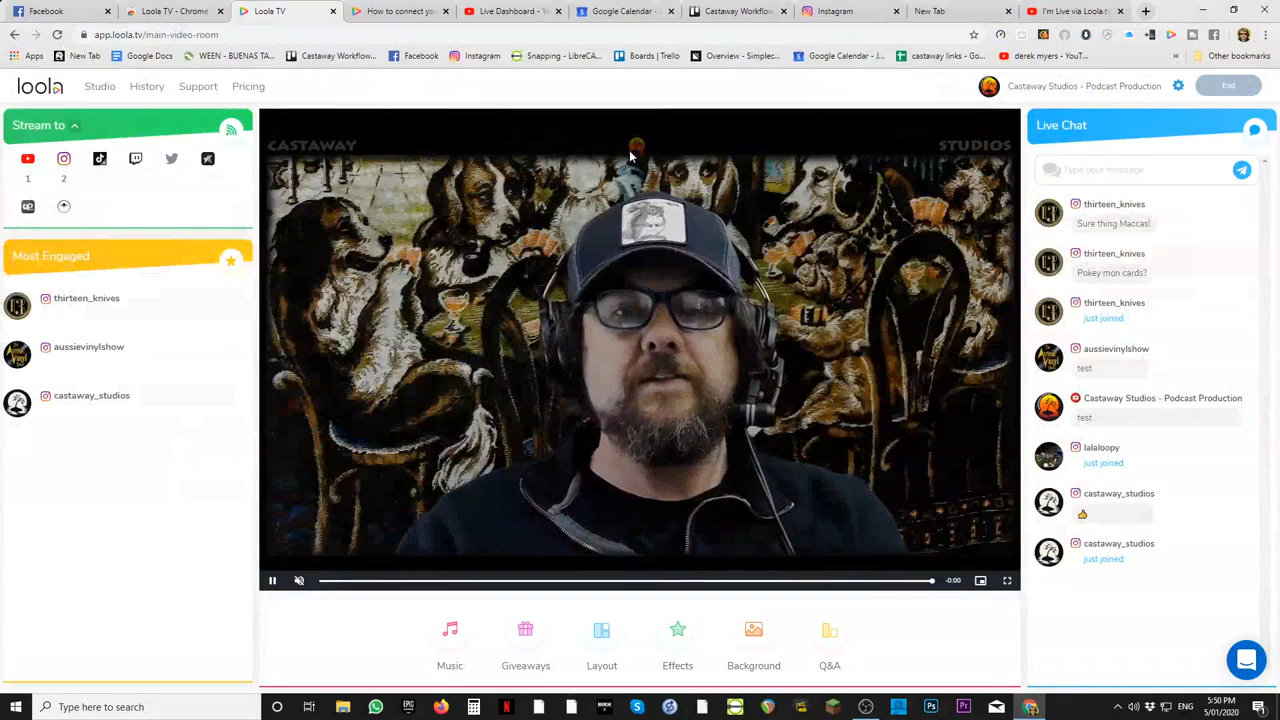 Facebook
Loola TV - Chrome
Loola TV
How to connect you
Live Dashboard - Yo
Google Calendar -
Castaway Workflow
Instagram
New Tab
I'm Live via Loola.tv
app.loola.tv/main-video-room
Apps
New Tab
Google Docs
WEEN - BUENAS TA...
Castaway Workroom...
Facebook
Instagram
Snapping - LibreCA...
Boards | Trello
Overview - Simplec...
Google Calendar - J...
castaway links - Go...
derek myers - YouT...
Other bookmarks
loola
Studio
History
Support
Pricing
Castaway Studios - Podcast Production
End
Stream to
1
2
Most Engaged
thirteen_knives
aussievinylshow
castaway_studios
CASTAWAY
STUDIOS
-0:00
Music
Giveaways
Layout
Effects
Background
Q&A
Live Chat
Type your message
thirteen_knives
Sure thing Maccas!
thirteen_knives
Pokey mon cards?
thirteen_knives
just joined
aussievinylshow
test
Castaway Studios - Podcast Production
test
lalaloopy
just joined
castaway_studios
castaway_studios
just joined
Type here to search
ENG
5:50 PM
5/01/2020